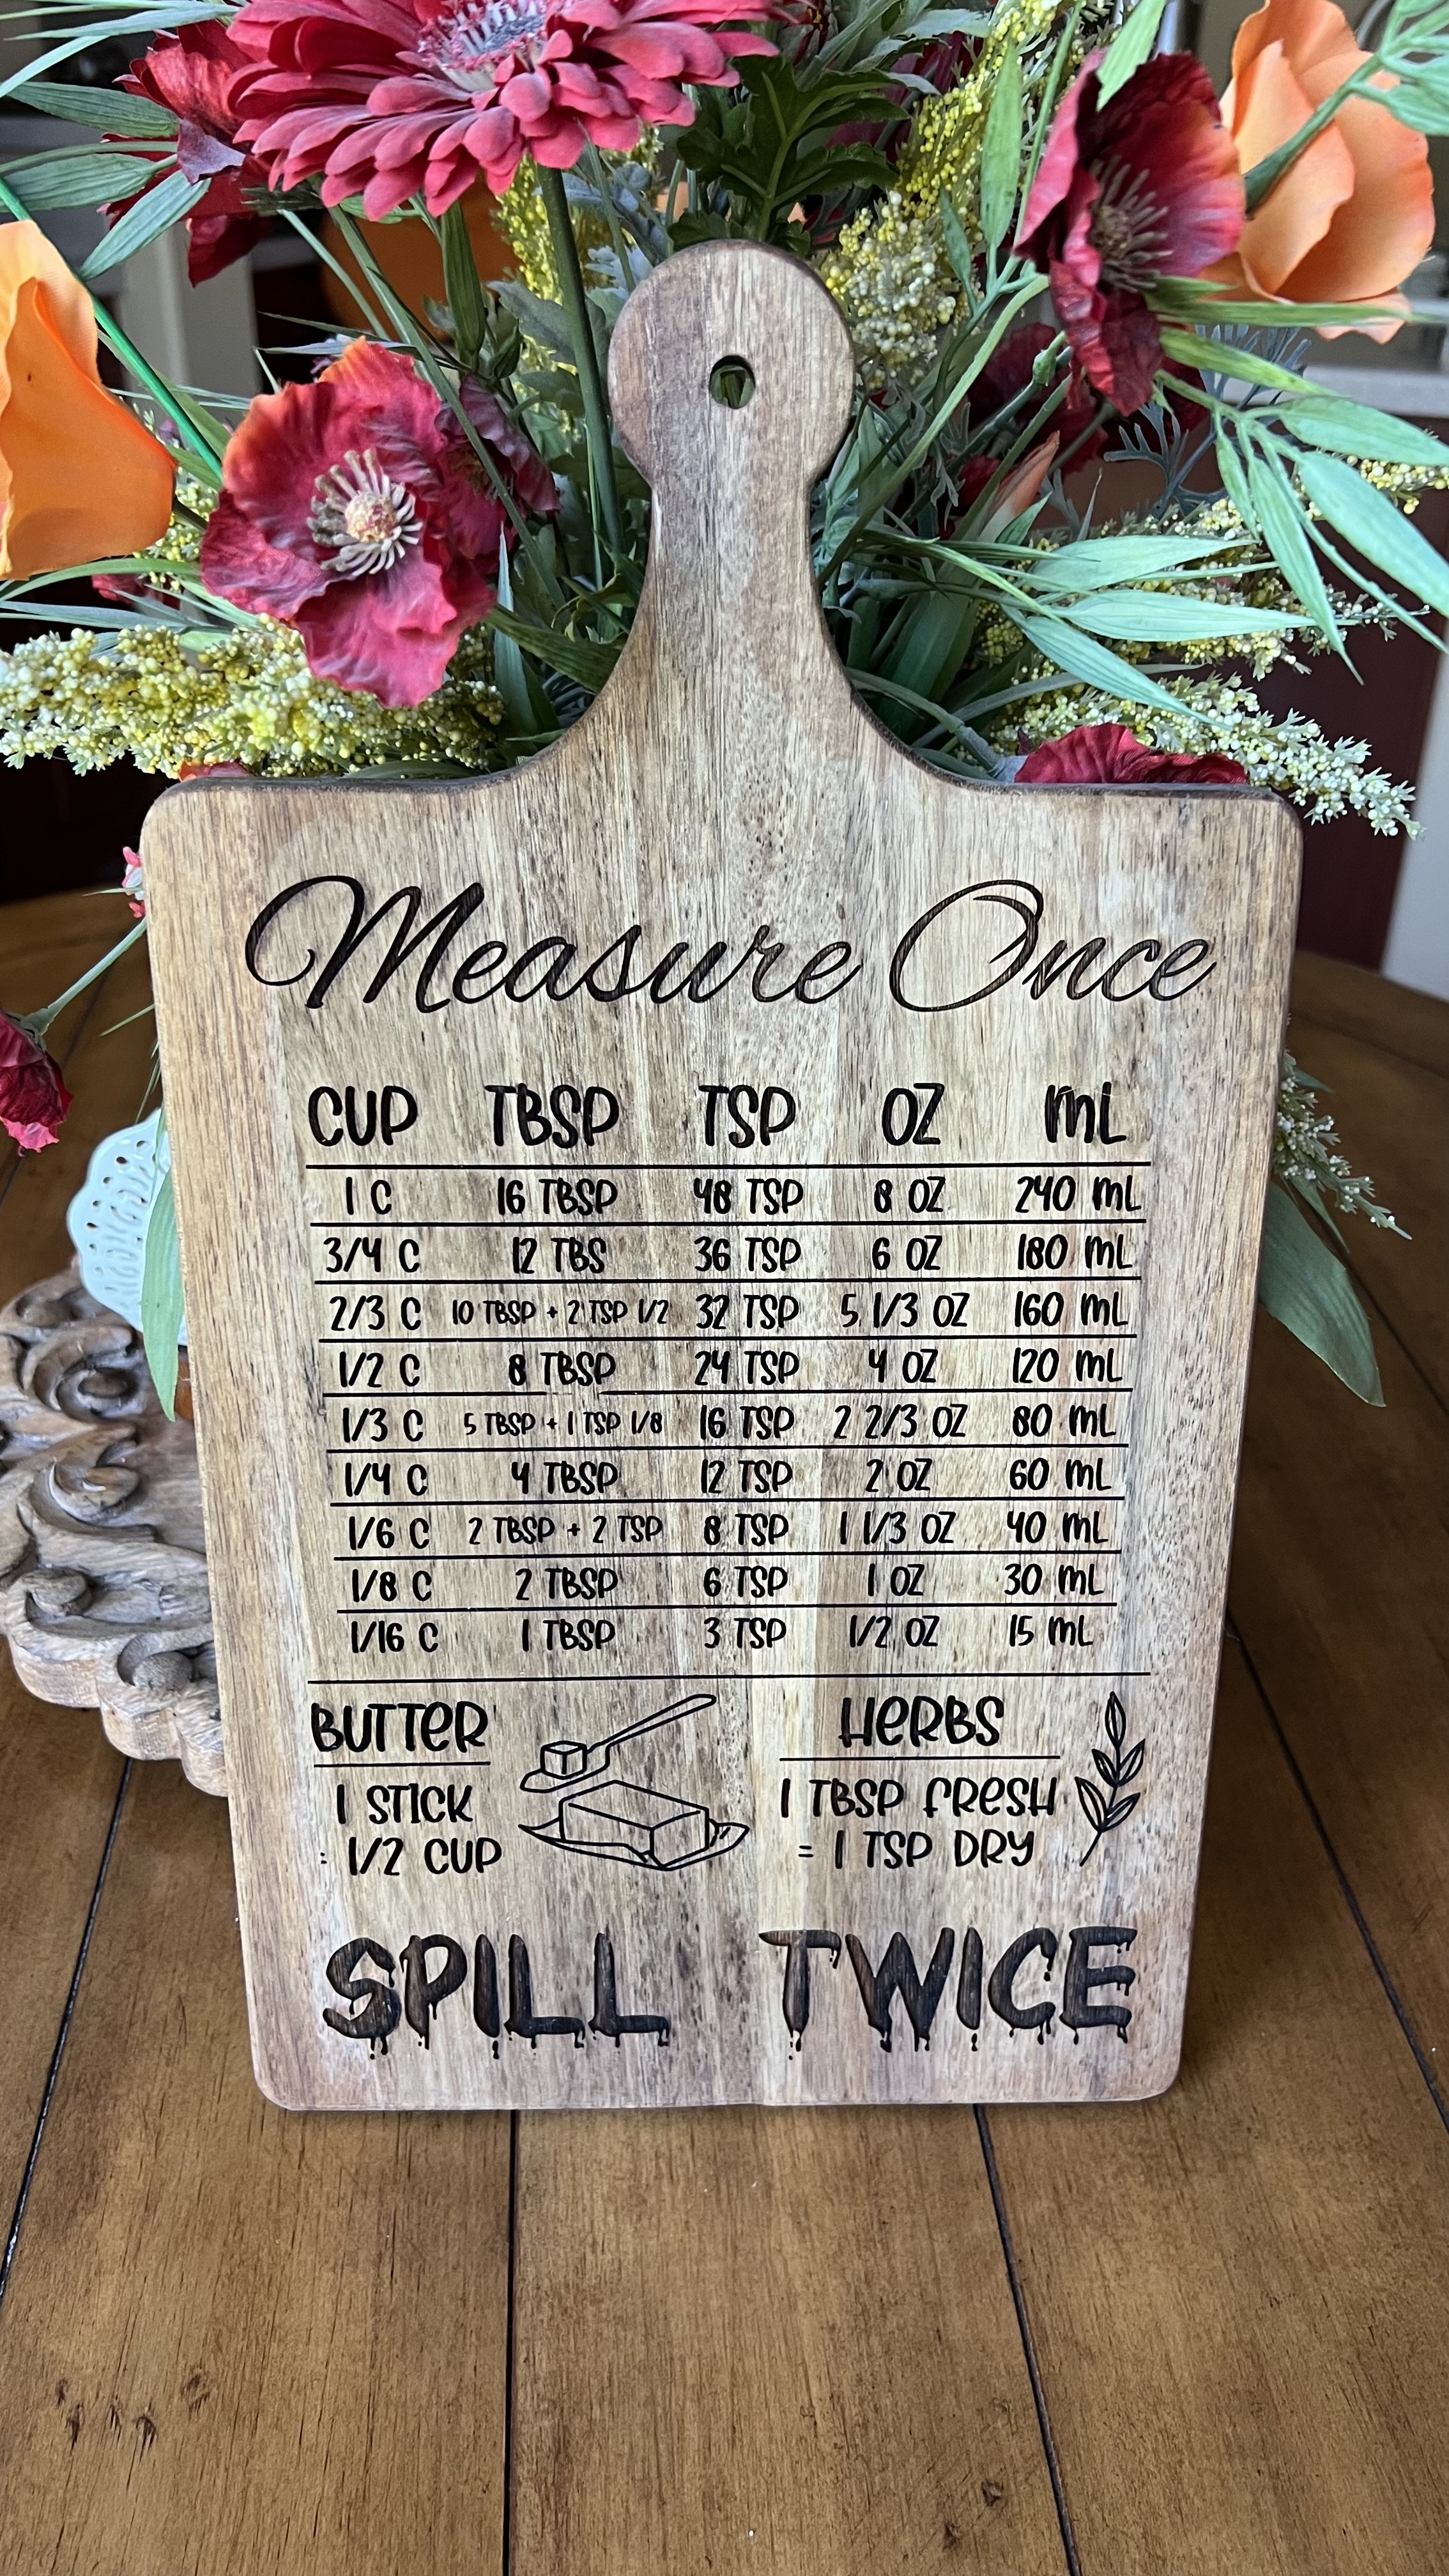 Measure Once
CUP TBSP TSP OZ mL
1 C 16 TBSP 48 TSP 8 OZ 240 mL
3/4 C 12 TBS 36 TSP 6 OZ 180 mL
2/3 C 10 TBSP + 2 TSP 1/2 32 TSP 5 1/3 OZ 160 mL
1/2 C 8 TBSP 24 TSP 4 OZ 120 mL
1/3 C 5 TBSP + 1 TSP 1/8 16 TSP 2 2/3 OZ 80 mL
1/4 C 4 TBSP 12 TSP 2 OZ 60 mL
1/6 C 2 TBSP + 2 TSP 8 TSP 1 1/3 OZ 40 mL
1/8 C 2 TBSP 6 TSP 1 OZ 30 mL
1/16 C 1 TBSP 3 TSP 1/2 OZ 15 mL
BUTTeR HeRBS
1 STICK 1 TBSP FReSH
: 1/2 CUP = 1 TSP DRY
SPILL TWICE